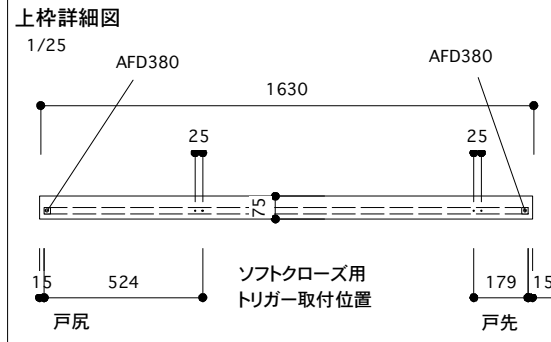 上枠詳細図
1/25
AFD380
AFD380
1630
25
25
75
15
524
ソフトクローズ用
トリガー取付位置
179
15
戸尻
戸先